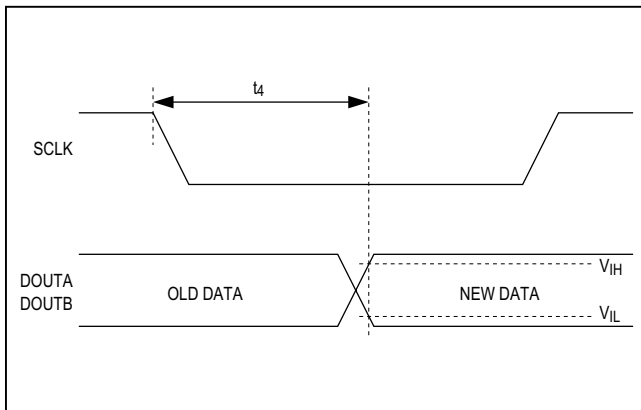 t4
SCLK
DOUTA
DOUTB
OLD DATA
NEW DATA
VIH
VIL